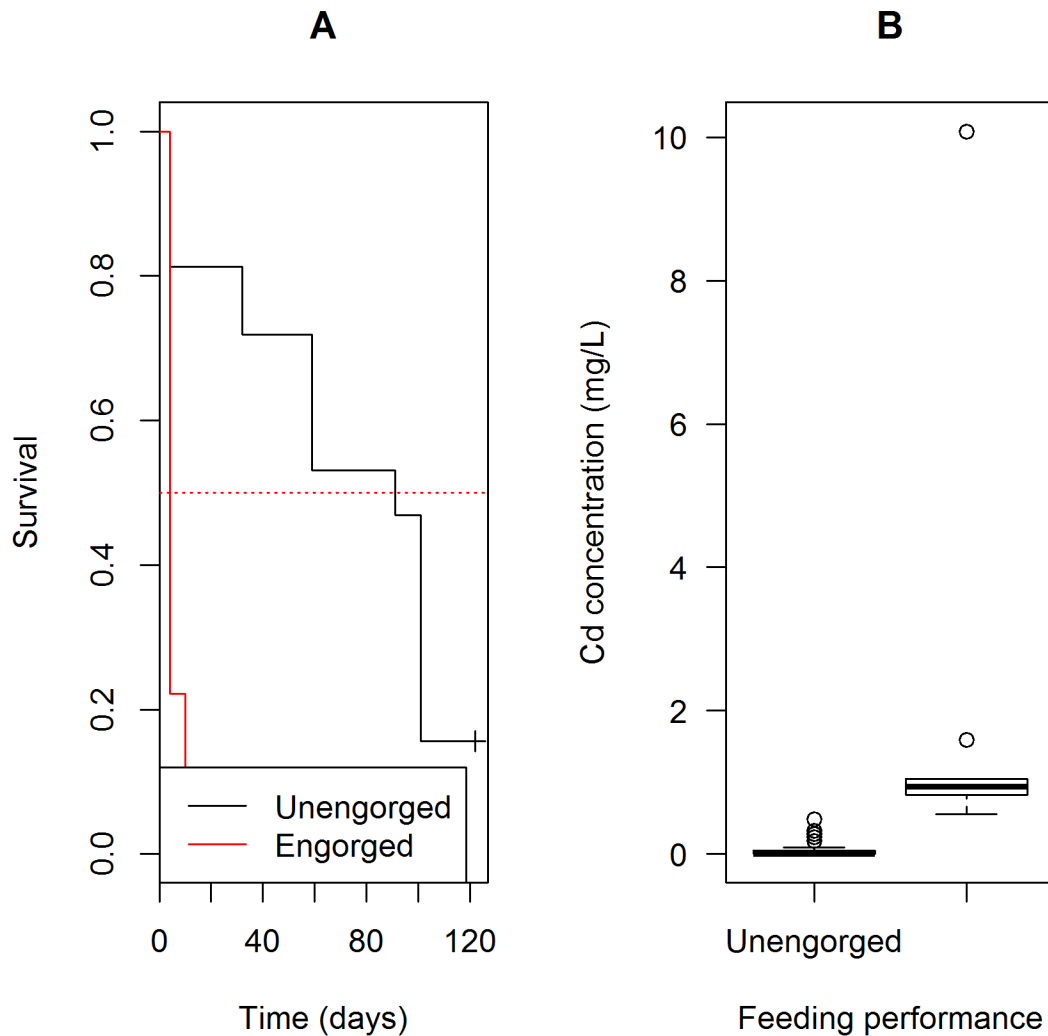 A
Survival
1.0
0.8
0.6
0.4
0.2
0.0
Unengorged
Engorged
0 40 80 120
Time (days)
B
Cd concentration (mg/L)
10
8
6
4
2
0
Unengorged
Feeding performance